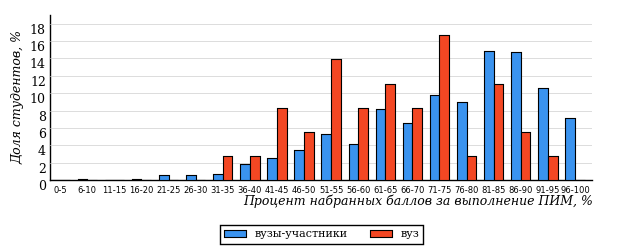 Доля студентов, %
18
16
14
12
10
8
6
4
2
0
0-5 6-10 11-15 16-20 21-25 26-30 31-35 36-40 41-45 46-50 51-55 56-60 61-65 66-70 71-75 76-80 81-85 86-90 91-95 96-100
Процент набранных баллов за выполнение ПИМ, %
вузы-участники вуз